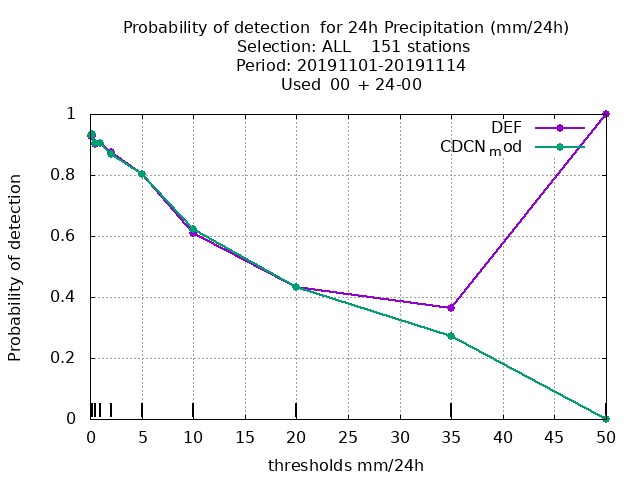 Probability of detection  for 24h Precipitation (mm/24h)
Selection: ALL    151 stations
Period: 20191101-20191114
Used  00 + 24-00
DEF
CDCN_mod
Probability of detection
1
0.8
0.6
0.4
0.2
0
0 5 10 15 20 25 30 35 40 45 50
thresholds mm/24h